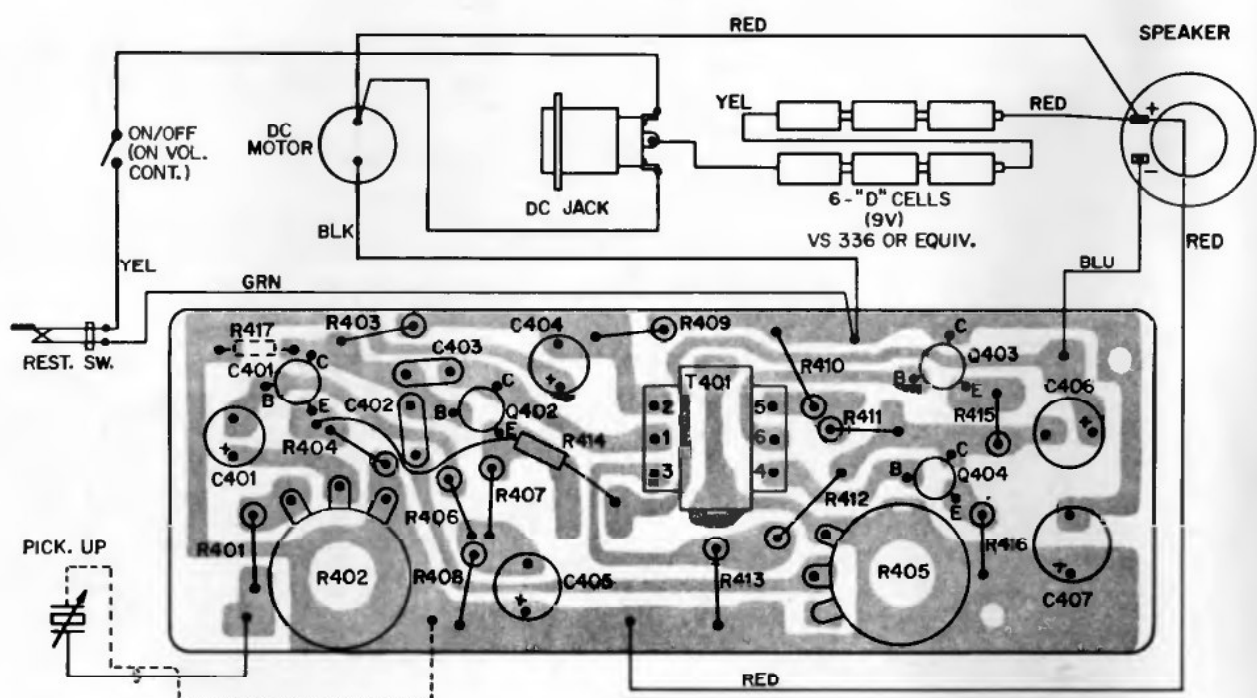 RED
SPEAKER
YEL
RED
+
−
ON/OFF
(ON VOL.
CONT.)
DC
MOTOR
DC JACK
6-"D" CELLS
(9V)
VS 336 OR EQUIV.
BLK
RED
YEL
BLU
GRN
REST. SW.
R417
R403
C404
R409
C
Q403
C403
C401
C
R410
B
E
C406
B
E
C402
C
Q402
B
E
T401
2
5
1
6
3
4
R411
R415
+
+
+
R404
R414
C
B
Q404
E
C401
R407
R406
R412
R401
R402
R408
C405
+
R413
R405
R416
+
C407
PICK. UP
RED